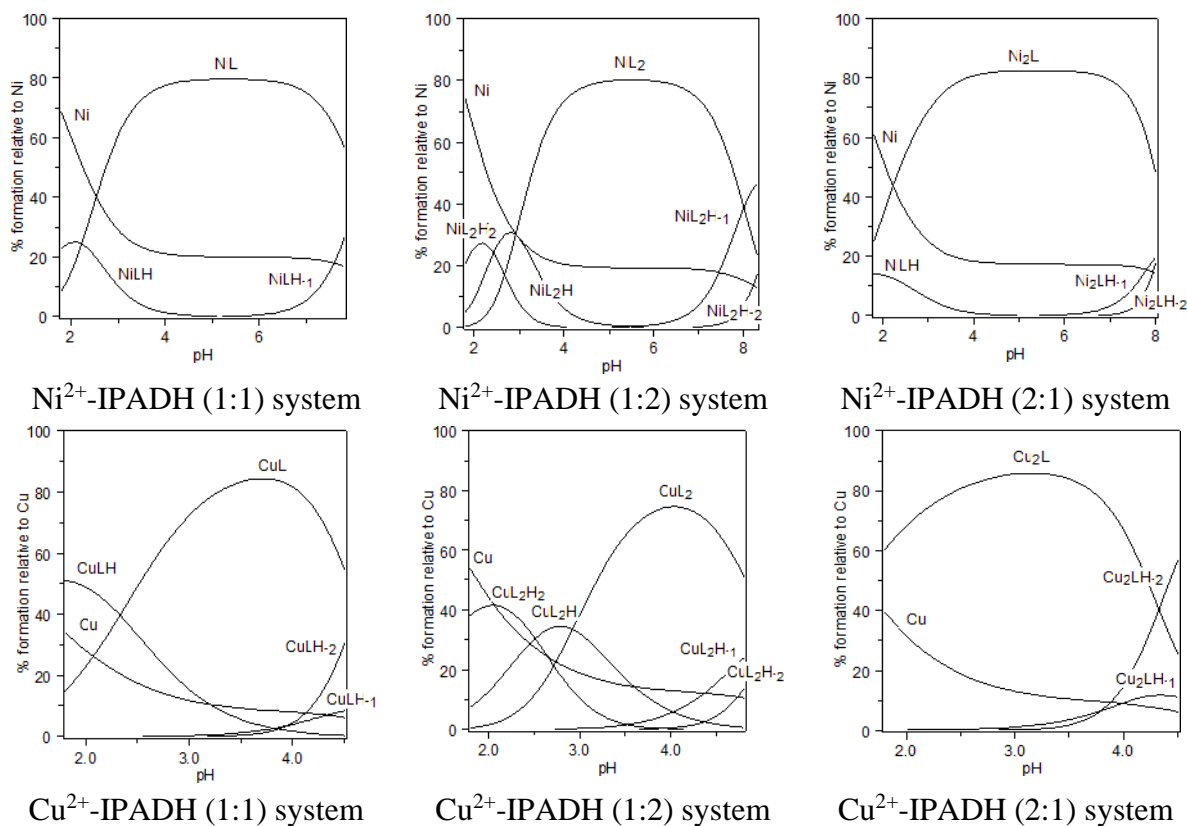 100
80
60
40
20
0
% formation relative to Ni
Ni
NiL
NiLH
NiLH-1
2
4
6
pH
Ni2+-IPADH (1:1) system
100
80
60
40
20
0
% formation relative to Ni
Ni
NiL2
NiL2H2
NiL2H
NiL2H-1
NiL2H-2
2
4
6
8
pH
Ni2+-IPADH (1:2) system
100
80
60
40
20
0
% formation relative to Ni
Ni
Ni2L
NiLH
Ni2LH-1
Ni2LH-2
2
3
4
5
6
7
8
pH
Ni2+-IPADH (2:1) system
100
80
60
40
20
0
% formation relative to Cu
CuL
CuLH
Cu
CuLH-2
CuLH-1
2.0
3.0
4.0
pH
Cu2+-IPADH (1:1) system
100
80
60
40
20
0
% formation relative to Cu
CuL2
Cu
CuL2H2
CuL2H
CuL2H-1
CuL2H-2
2.0
3.0
4.0
pH
Cu2+-IPADH (1:2) system
100
80
60
40
20
0
% formation relative to Cu
Cu2L
Cu
Cu2LH-2
Cu2LH-1
2.0
3.0
4.0
pH
Cu2+-IPADH (2:1) system